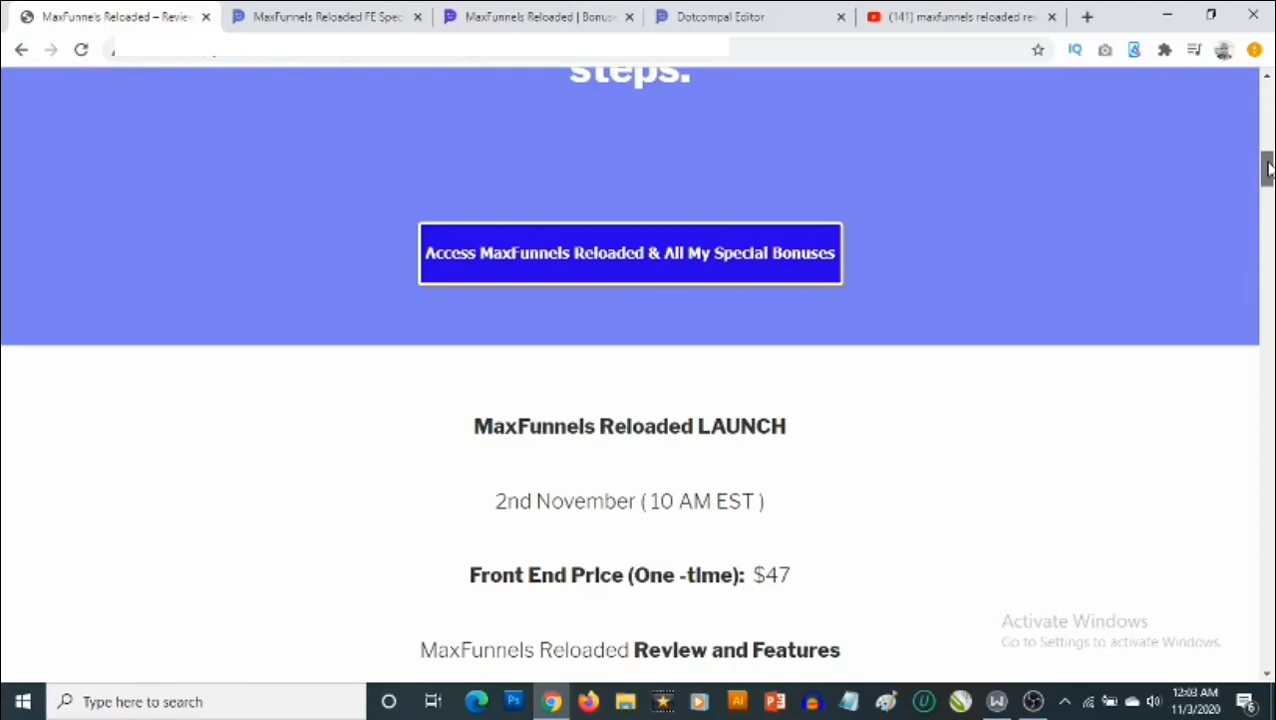 MaxFunnels Reloaded – Review
MaxFunnels Reloaded FE Spec
MaxFunnels Reloaded | Bonus
Dotcompal Editor
(141) maxfunnels reloaded re
steps.
Access MaxFunnels Reloaded & All My Special Bonuses
MaxFunnels Reloaded LAUNCH
2nd November ( 10 AM EST )
Front End Price (One -time): $47
MaxFunnels Reloaded Review and Features
Activate Windows
Go to Settings to activate Windows.
Type here to search
12:03 AM
11/3/2020
6